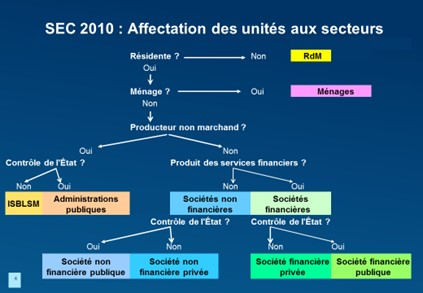 SEC 2010 : Affectation des unités aux secteurs
Résidente ? Non RdM
Oui
Ménage ? Oui Ménages
Non
Producteur non marchand ?
Oui Non
Contrôle de l'État ? Produit des services financiers ?
Non Oui Non Oui
ISBLSM Administrations publiques Sociétés non financières Sociétés financières
Contrôle de l'État ? Contrôle de l'État ?
Oui Non Non Oui
Société non financière publique Société non financière privée Société financière privée Société financière publique